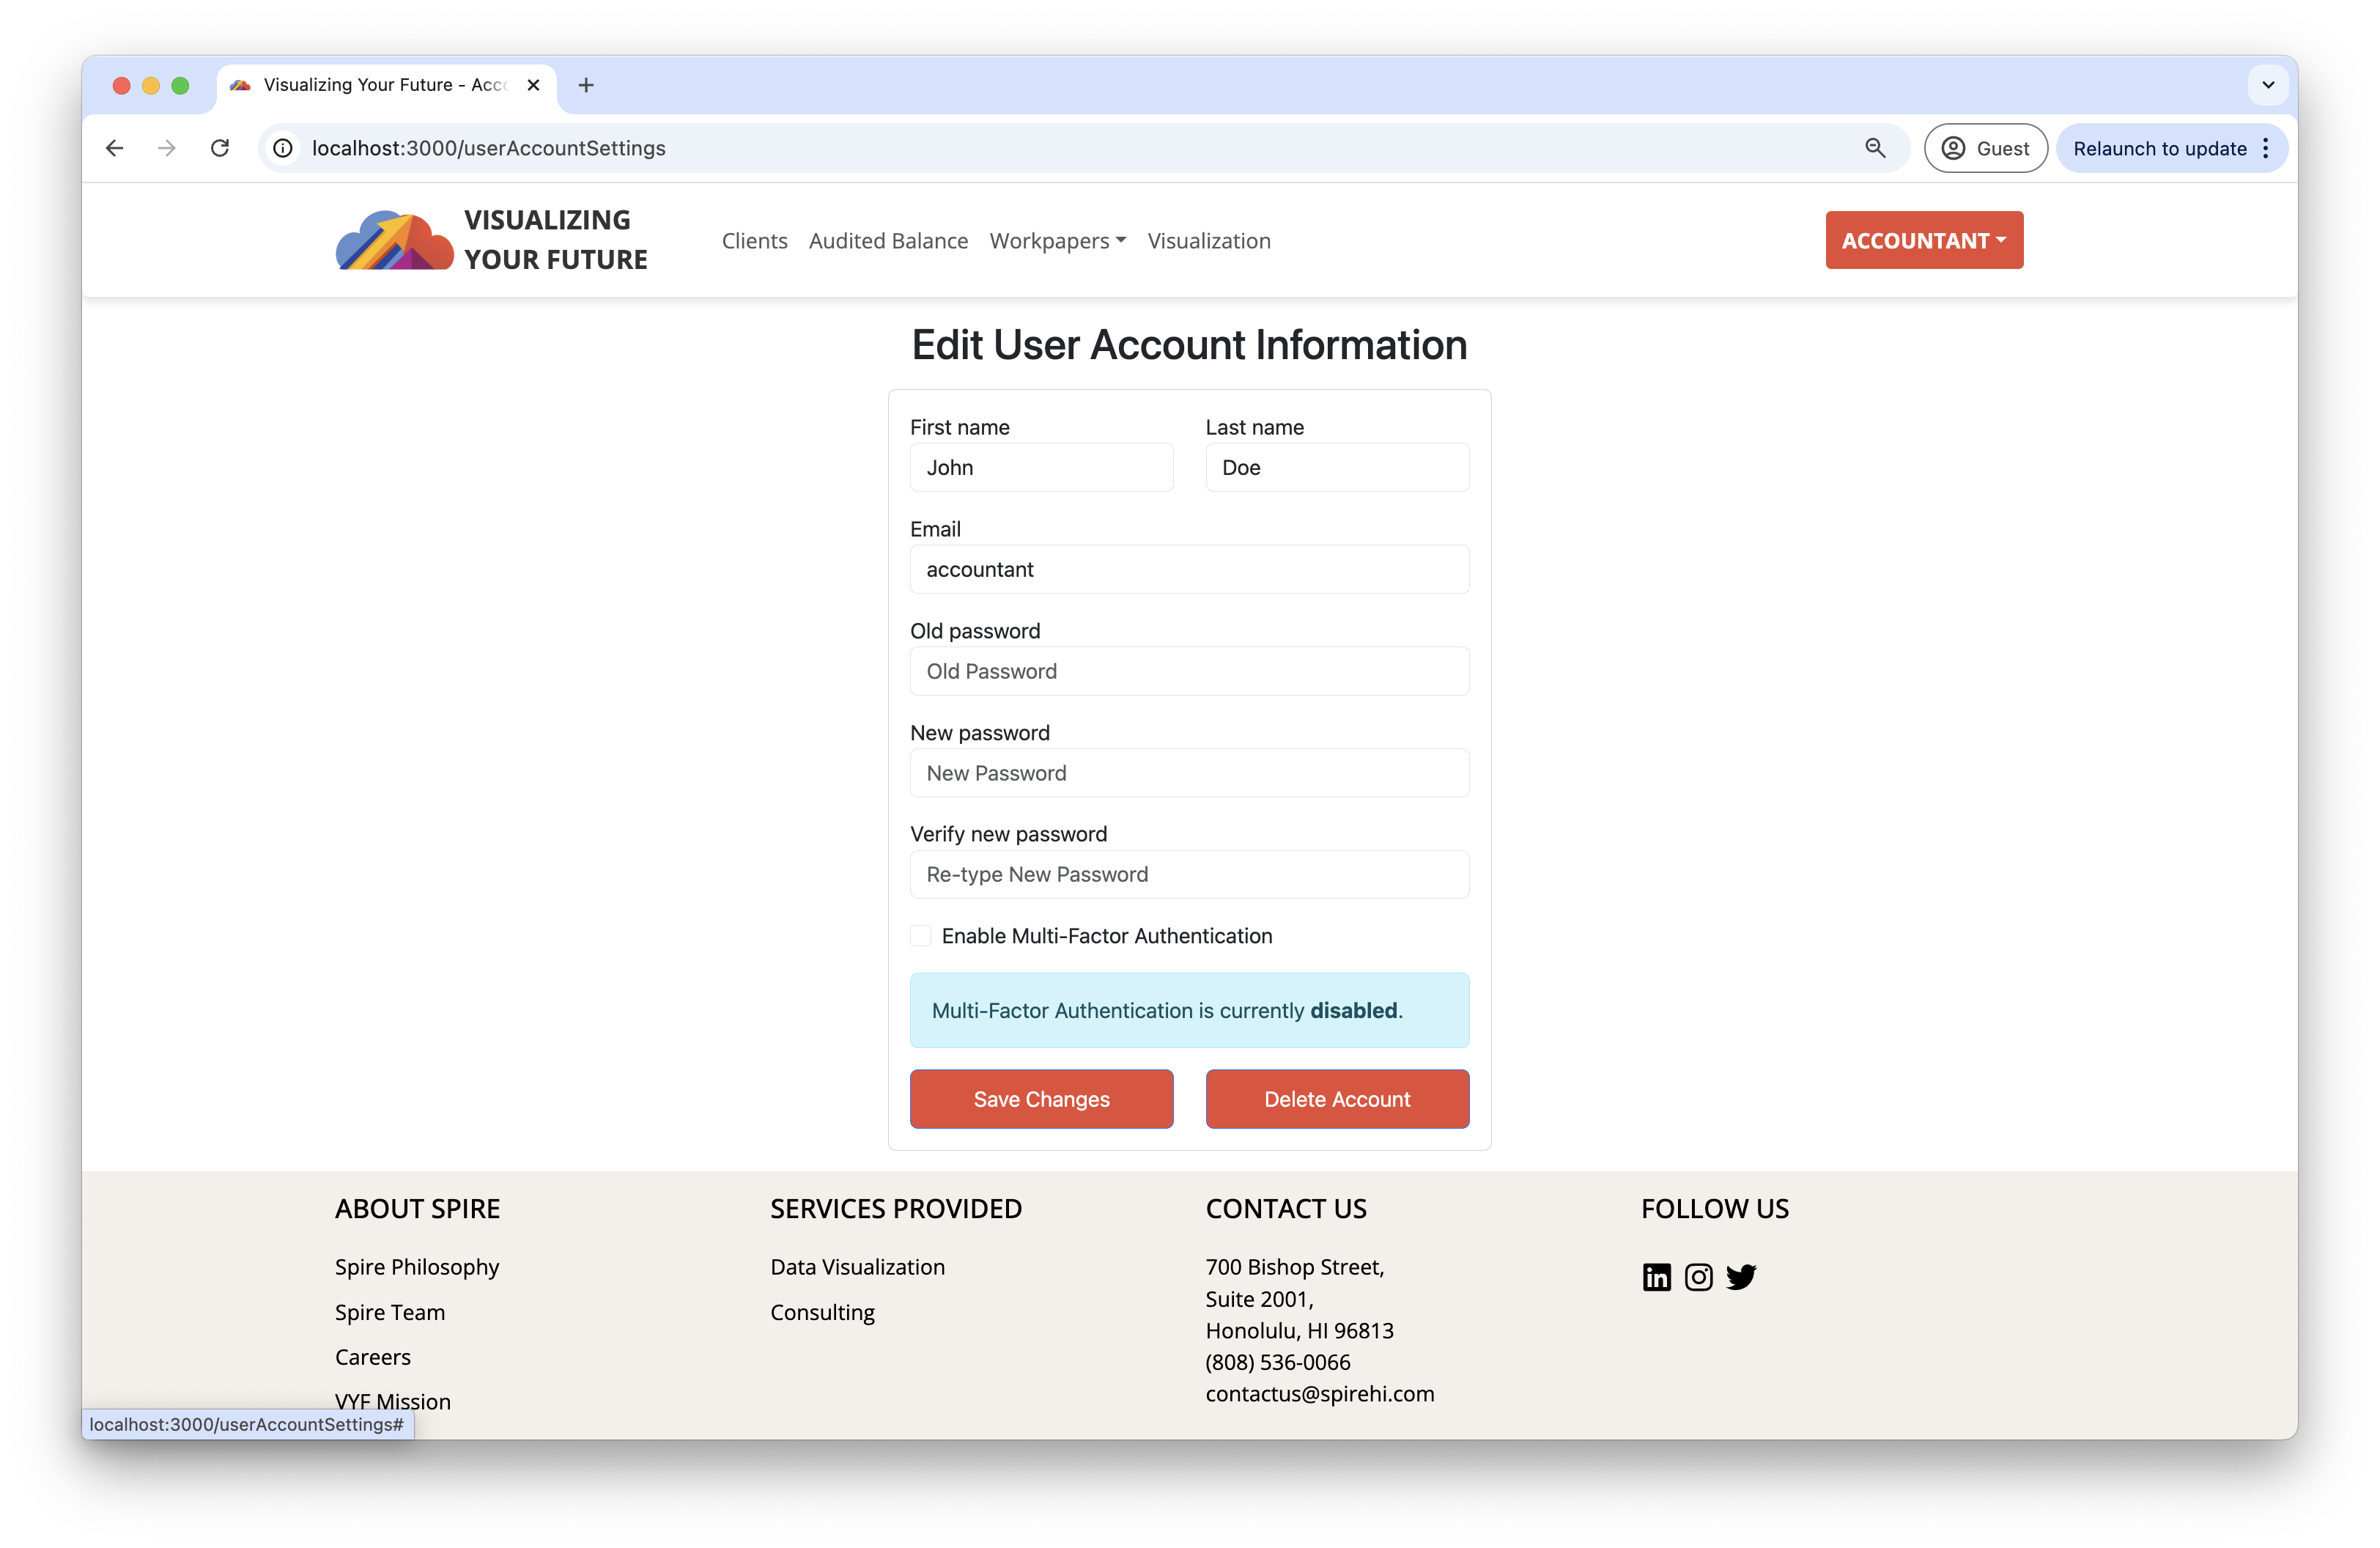 Visualizing Your Future - Acc
localhost:3000/userAccountSettings
Guest
Relaunch to update
VISUALIZING
YOUR FUTURE
Clients Audited Balance Workpapers Visualization
ACCOUNTANT
Edit User Account Information
First name Last name
John Doe
Email
accountant
Old password
Old Password
New password
New Password
Verify new password
Re-type New Password
Enable Multi-Factor Authentication
Multi-Factor Authentication is currently disabled.
Save Changes Delete Account
ABOUT SPIRE
Spire Philosophy
Spire Team
Careers
VYF Mission
SERVICES PROVIDED
Data Visualization
Consulting
CONTACT US
700 Bishop Street,
Suite 2001,
Honolulu, HI 96813
(808) 536-0066
contactus@spirehi.com
FOLLOW US
in
localhost:3000/userAccountSettings#